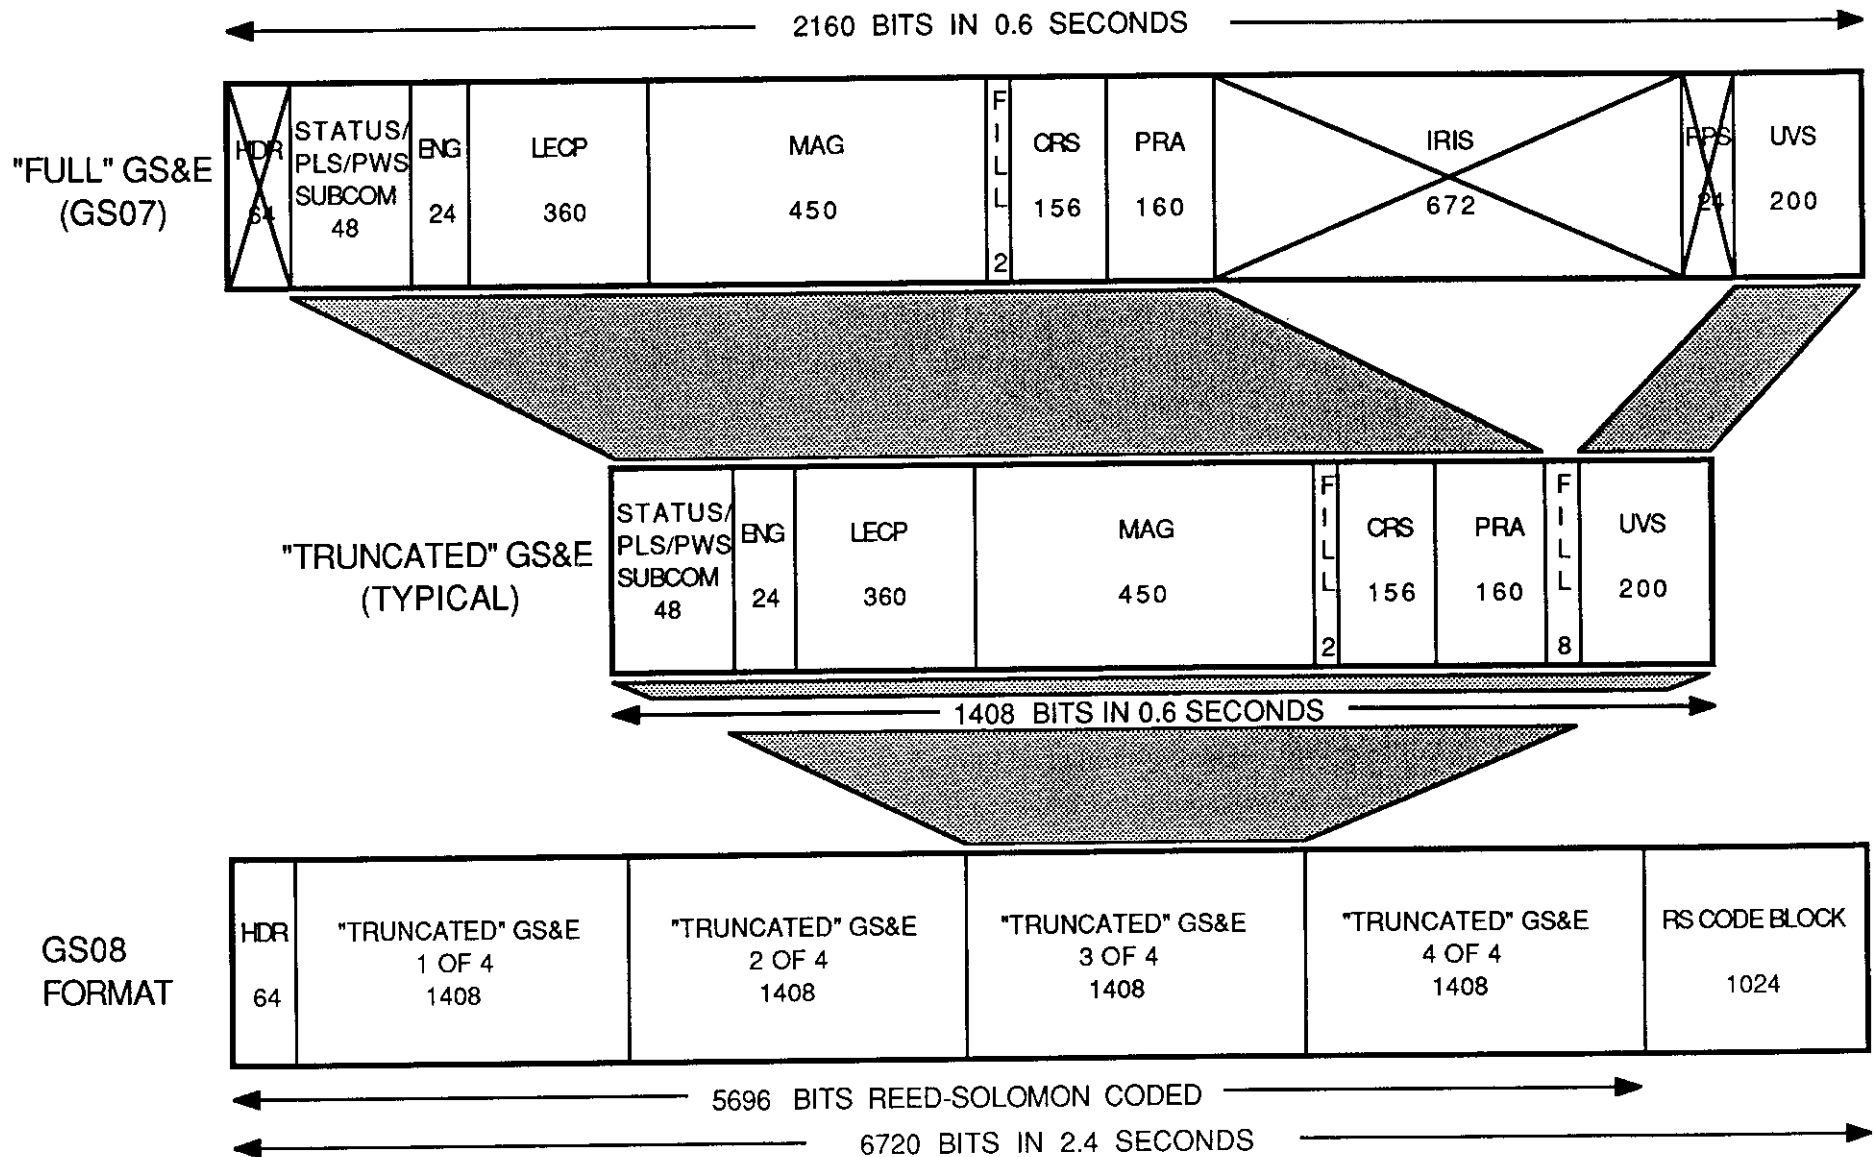 2160 BITS IN 0.6 SECONDS
"FULL" GS&E
(GS07)
HDR
64
STATUS/
PLS/PWS
SUBCOM
48
ENG
24
LECP
360
MAG
450
F
I
L
L
2
CRS
156
PRA
160
IRIS
672
PPS
24
UVS
200
"TRUNCATED" GS&E
(TYPICAL)
STATUS/
PLS/PWS
SUBCOM
48
ENG
24
LECP
360
MAG
450
F
I
L
L
2
CRS
156
PRA
160
F
I
L
L
8
UVS
200
1408 BITS IN 0.6 SECONDS
GS08
FORMAT
HDR
64
"TRUNCATED" GS&E
1 OF 4
1408
"TRUNCATED" GS&E
2 OF 4
1408
"TRUNCATED" GS&E
3 OF 4
1408
"TRUNCATED" GS&E
4 OF 4
1408
RS CODE BLOCK
1024
5696 BITS REED-SOLOMON CODED
6720 BITS IN 2.4 SECONDS